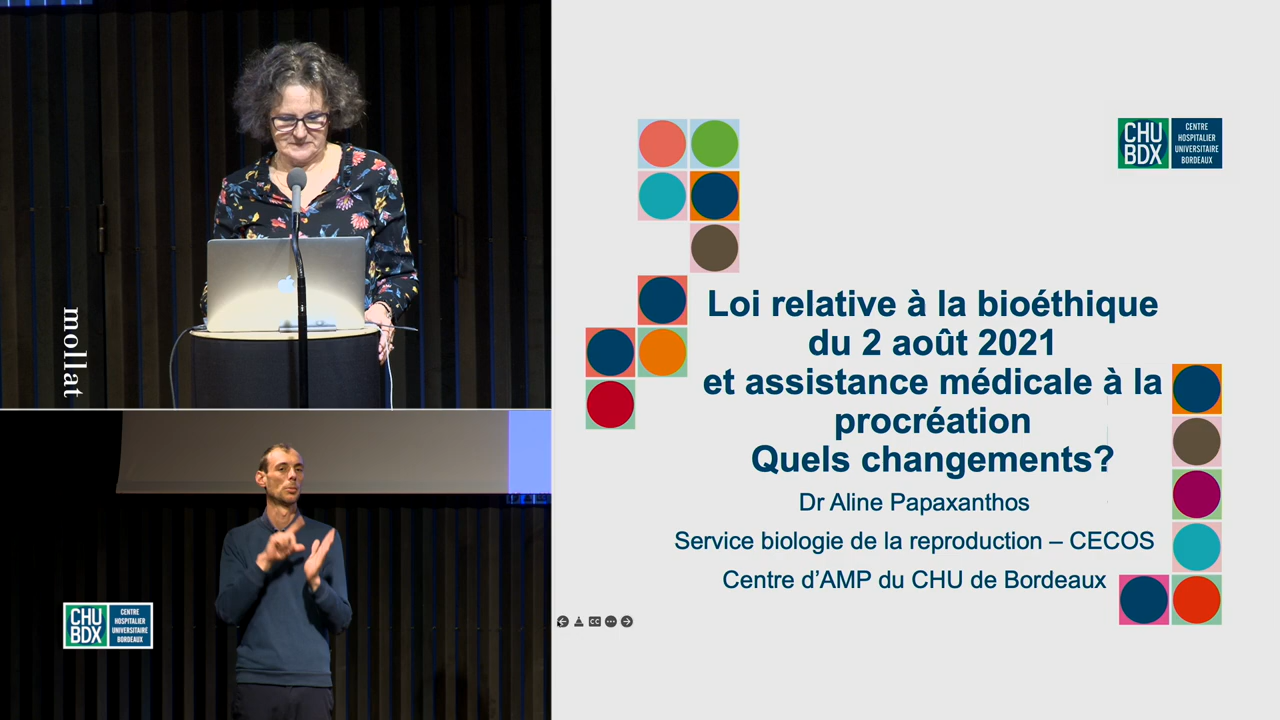 mollat
CHU
BDX
CENTRE
HOSPITALIER
UNIVERSITAIRE
BORDEAUX
CHU
BDX
CENTRE
HOSPITALIER
UNIVERSITAIRE
BORDEAUX
Loi relative à la bioéthique
du 2 août 2021
et assistance médicale à la
procréation
Quels changements?
Dr Aline Papaxanthos
Service biologie de la reproduction – CECOS
Centre d'AMP du CHU de Bordeaux
CC